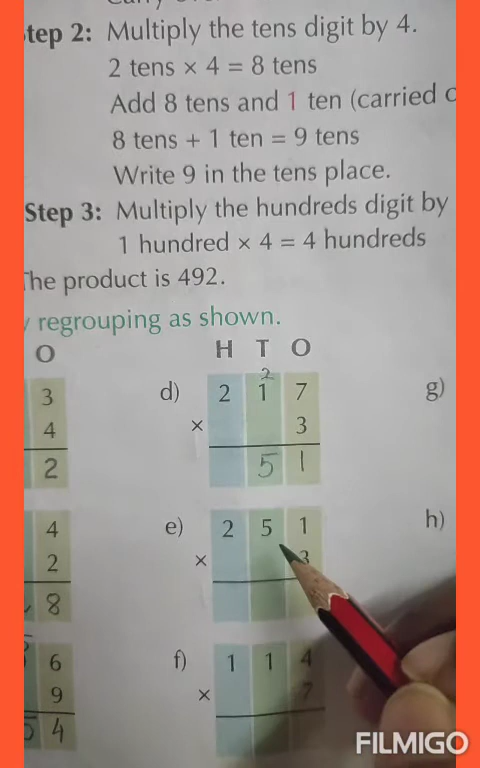 tep 2: Multiply the tens digit by 4.
2 tens × 4 = 8 tens
Add 8 tens and 1 ten (carried
8 tens + 1 ten = 9 tens
Write 9 in the tens place.
Step 3: Multiply the hundreds digit by
1 hundred × 4 = 4 hundreds
The product is 492.
regrouping as shown.
O
3
4
2
4
2
8
6
9
5 4
H T O
2
d) 2 1 7
× 3
5 1
e) 2 5 1
× 3
f) 1 1 4
× 7
g)
h)
FILMIGO